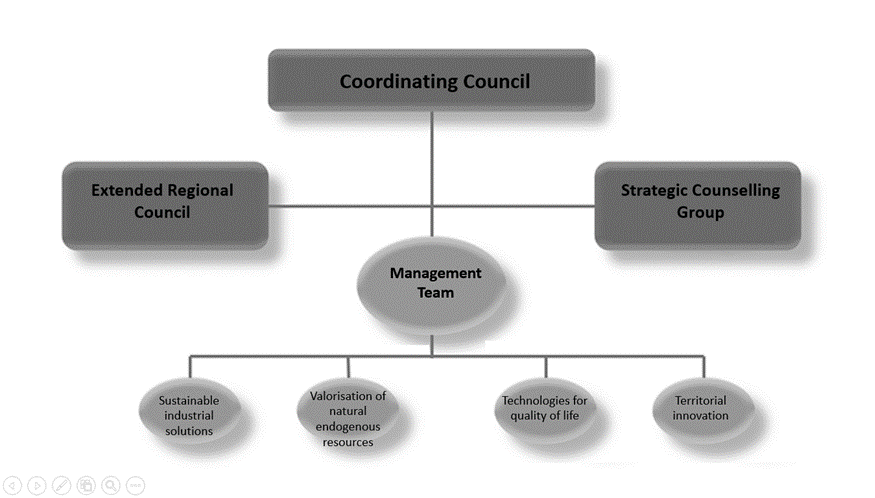 Coordinating Council
Extended Regional
Council
Strategic Counselling
Group
Management
Team
Sustainable
industrial
solutions
Valorisation of
natural
endogenous
resources
Technologies for
quality of life
Territorial
innovation